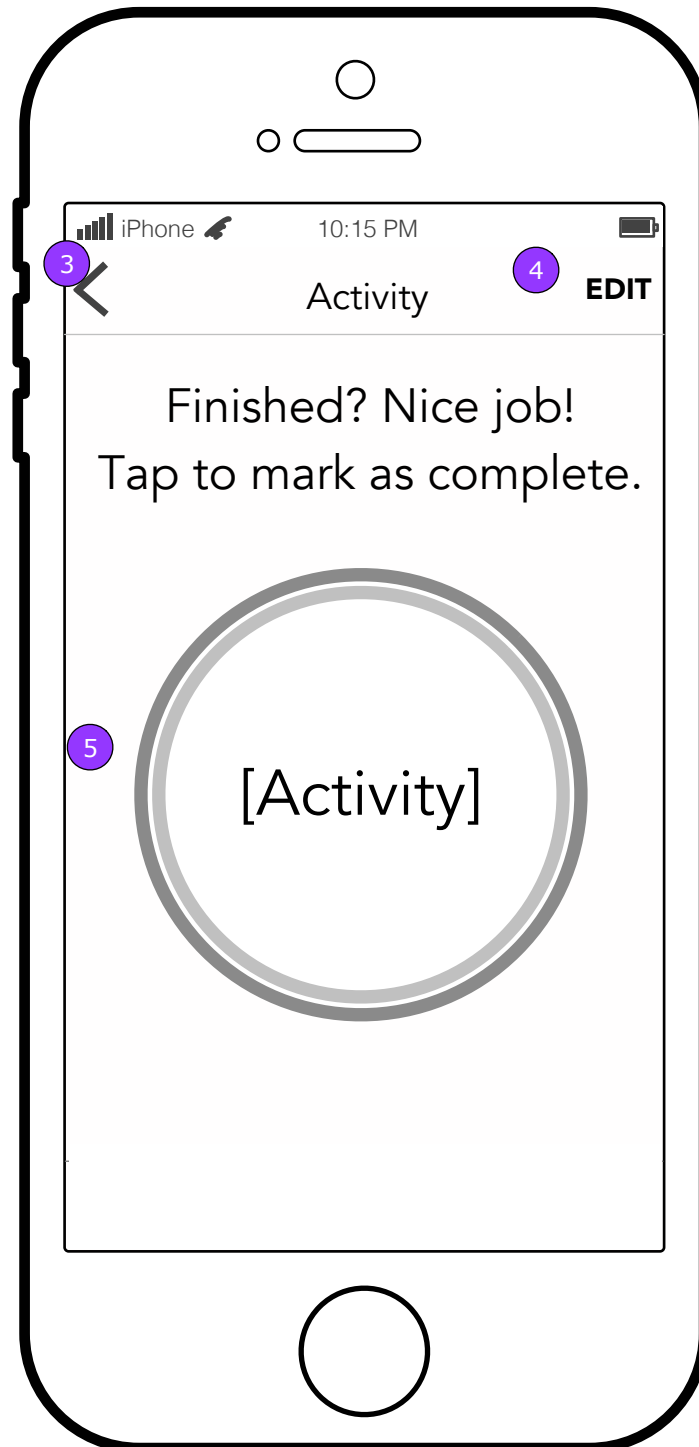 iPhone 10:15 PM
3
4
Activity
EDIT
Finished? Nice job!
Tap to mark as complete.
5
[Activity]